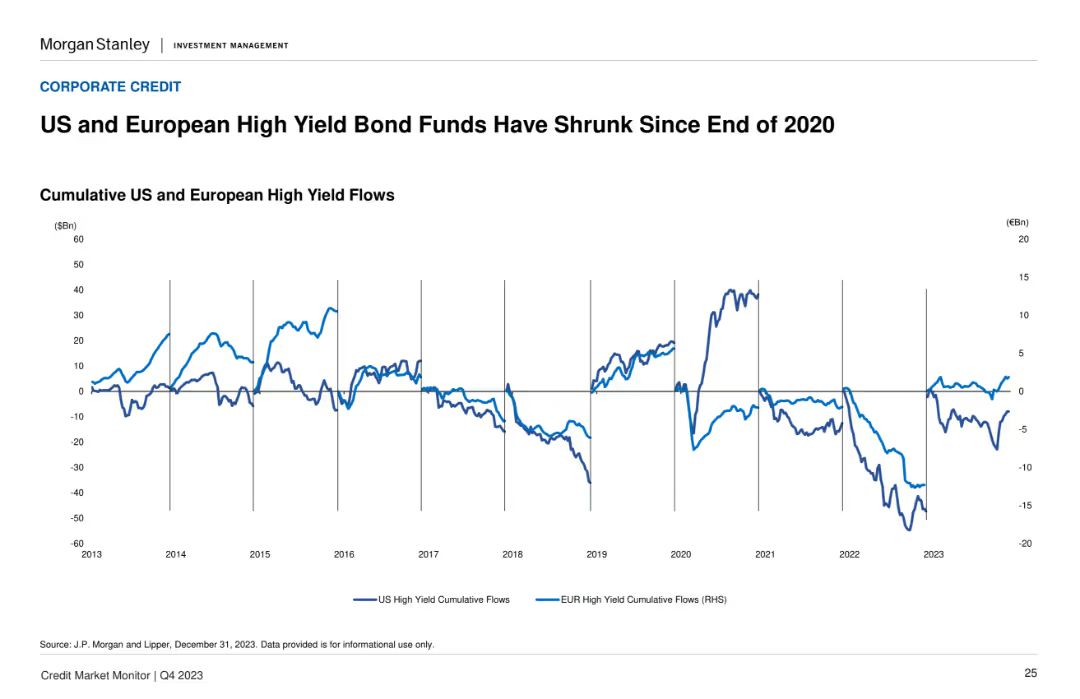 Morgan Stanley | INVESTMENT MANAGEMENT
CORPORATE CREDIT
US and European High Yield Bond Funds Have Shrunk Since End of 2020
Cumulative US and European High Yield Flows
($Bn) (€Bn)
60 20
50
15
40
30 10
20
5
10
0 0
-10
-5
-20
-30 -10
-40
-15
-50
-60 -20
2013 2014 2015 2016 2017 2018 2019 2020 2021 2022 2023
US High Yield Cumulative Flows EUR High Yield Cumulative Flows (RHS)
Source: J.P. Morgan and Lipper, December 31, 2023. Data provided is for informational use only.
Credit Market Monitor | Q4 2023 25